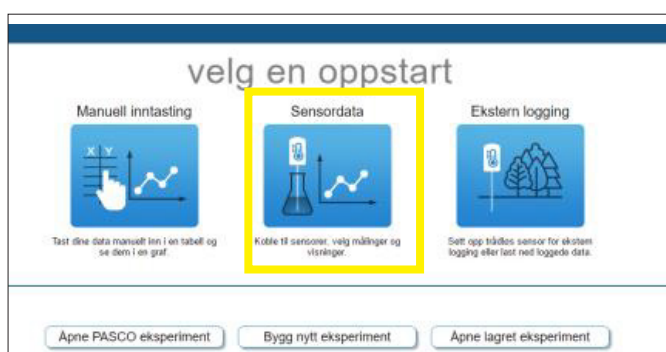 velg en oppstart
Manuell inntasting
Sensordata
Ekstern logging
X Y
Tast dine data manuelt inn i en tabell og
se dem i en graf.
Koble til sensorer, velg målinger og
visninger.
Sett opp trådløs sensor for ekstern
logging eller last ned loggede data.
Åpne PASCO eksperiment
Bygg nytt eksperiment
Åpne lagret eksperiment